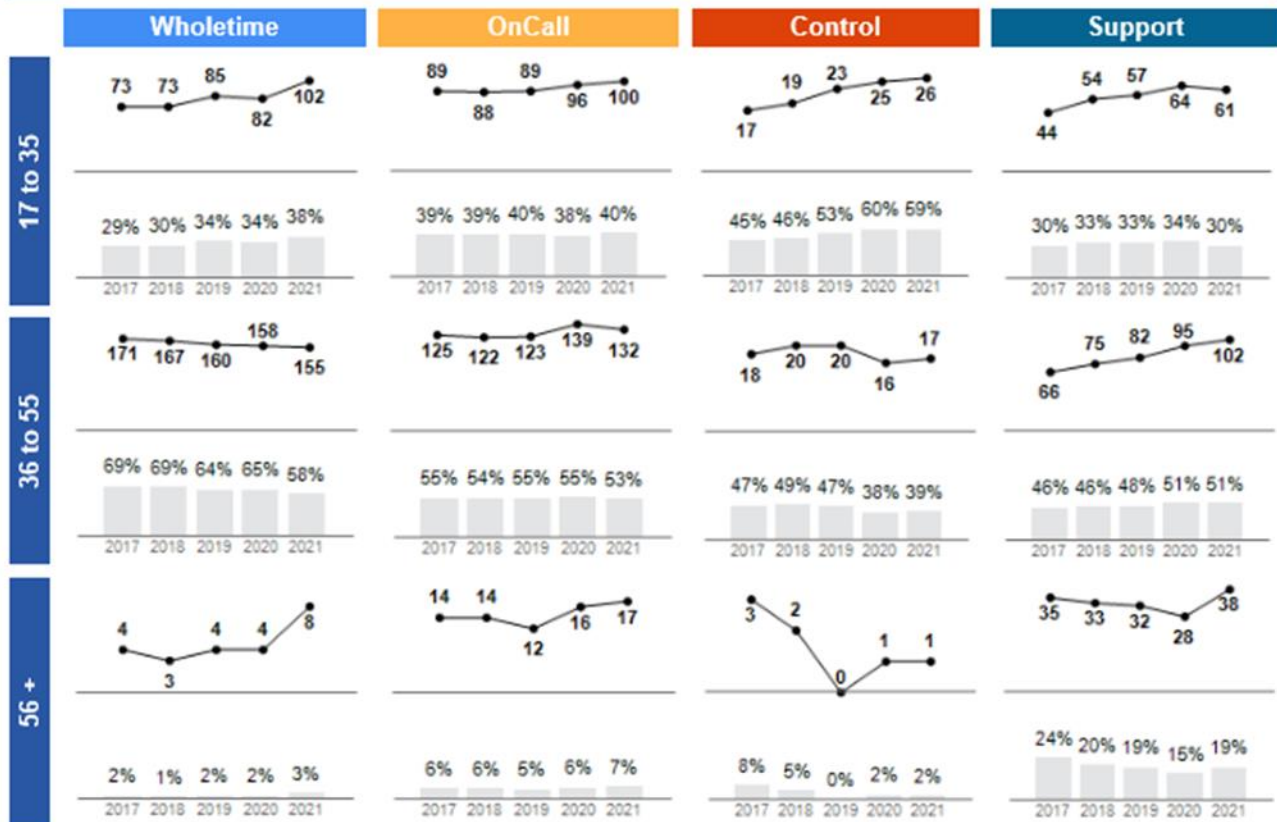 Wholetime OnCall Control Support
17 to 35
73 73 85 82 102
89 88 89 96 100
17 19 23 25 26
44 54 57 64 61
29% 30% 34% 34% 38%
39% 39% 40% 38% 40%
45% 46% 53% 60% 59%
30% 33% 33% 34% 30%
2017 2018 2019 2020 2021
2017 2018 2019 2020 2021
2017 2018 2019 2020 2021
2017 2018 2019 2020 2021
36 to 55
171 167 160 158 155
125 122 123 139 132
18 20 20 16 17
66 75 82 95 102
69% 69% 64% 65% 58%
55% 54% 55% 55% 53%
47% 49% 47% 38% 39%
46% 46% 48% 51% 51%
2017 2018 2019 2020 2021
2017 2018 2019 2020 2021
2017 2018 2019 2020 2021
2017 2018 2019 2020 2021
56 +
4 3 4 4 8
14 14 12 16 17
3 2 0 1 1
35 33 32 28 38
2% 1% 2% 2% 3%
6% 6% 5% 6% 7%
8% 5% 0% 2% 2%
24% 20% 19% 15% 19%
2017 2018 2019 2020 2021
2017 2018 2019 2020 2021
2017 2018 2019 2020 2021
2017 2018 2019 2020 2021